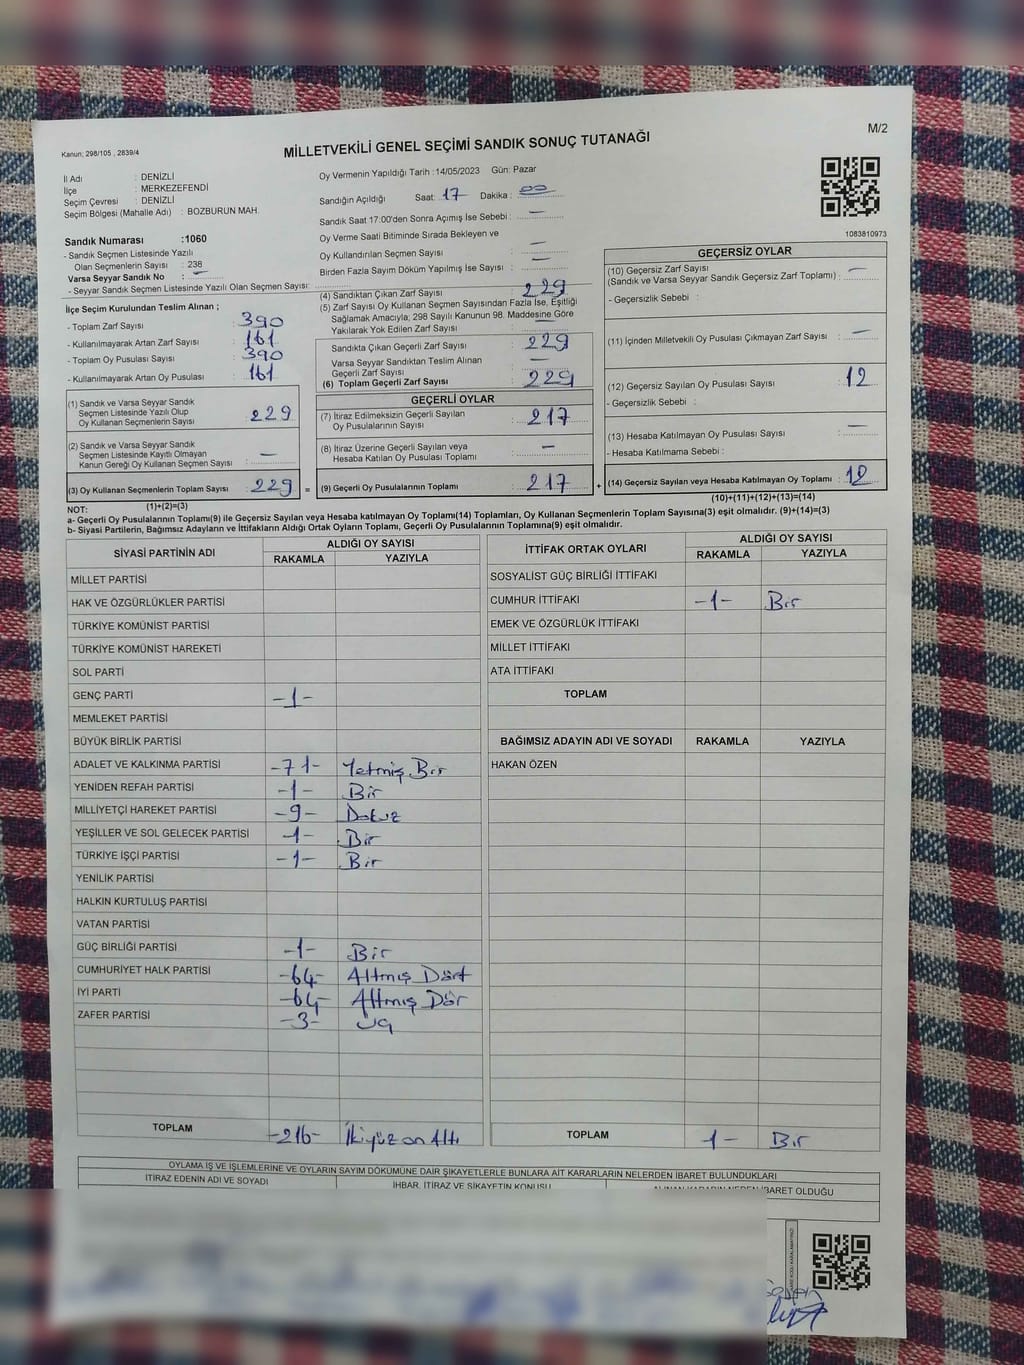 Kanun; 298/105 , 2839/4
MİLLETVEKİLİ GENEL SEÇİMİ SANDIK SONUÇ TUTANAĞI
M/2
İl Adı : DENİZLİ
İlçe : MERKEZEFENDİ
Seçim Çevresi : DENİZLİ
Seçim Bölgesi (Mahalle Adı) : BOZBURUN MAH.
Sandık Numarası :1060
- Sandık Seçmen Listesinde Yazılı
Olan Seçmenlerin Sayısı : 238
Varsa Seyyar Sandık No : —
- Seyyar Sandık Seçmen Listesinde Yazılı Olan Seçmen Sayısı:
İlçe Seçim Kurulundan Teslim Alınan ;
- Toplam Zarf Sayısı : 390
- Kullanılmayarak Artan Zarf Sayısı : 161
- Toplam Oy Pusulası Sayısı : 390
- Kullanılmayarak Artan Oy Pusulası : 161
(1) Sandık ve Varsa Seyyar Sandık
Seçmen Listesinde Yazılı Olup
Oy Kullanan Seçmenlerin Sayısı : 229
(2) Sandık ve Varsa Seyyar Sandık
Seçmen Listesinde Kayıtlı Olmayan
Kanun Gereği Oy Kullanan Seçmen Sayısı : —
(3) Oy Kullanan Seçmenlerin Toplam Sayısı : 229 =
Oy Vermenin Yapıldığı Tarih :14/05/2023 Gün: Pazar
Sandığın Açıldığı Saat: 17 Dakika : 00
Sandık Saat 17:00'den Sonra Açımış İse Sebebi : —
Oy Verme Saati Bitiminde Sırada Bekleyen ve
Oy Kullandırılan Seçmen Sayısı : —
Birden Fazla Sayım Döküm Yapılmış İse Sayısı : —
(4) Sandıktan Çıkan Zarf Sayısı : 229
(5) Zarf Sayısı Oy Kullanan Seçmen Sayısından Fazla İse, Eşitliği
Sağlamak Amacıyla; 298 Sayılı Kanunun 98. Maddesine Göre
Yakılarak Yok Edilen Zarf Sayısı : —
Sandıkta Çıkan Geçerli Zarf Sayısı : 229
Varsa Seyyar Sandıktan Teslim Alınan
Geçerli Zarf Sayısı : —
(6) Toplam Geçerli Zarf Sayısı : 229
GEÇERLİ OYLAR
(7) İtiraz Edilmeksizin Geçerli Sayılan
Oy Pusulalarının Sayısı : 217
(8) İtiraz Üzerine Geçerli Sayılan veya
Hesaba Katılan Oy Pusulası Toplamı : —
(9) Geçerli Oy Pusulalarının Toplamı : 217 +
1083810973
GEÇERSİZ OYLAR
(10) Geçersiz Zarf Sayısı : —
(Sandık ve Varsa Seyyar Sandık Geçersiz Zarf Toplamı) :
- Geçersizlik Sebebi :
(11) İçinden Milletvekili Oy Pusulası Çıkmayan Zarf Sayısı : —
(12) Geçersiz Sayılan Oy Pusulası Sayısı : 12
- Geçersizlik Sebebi :
(13) Hesaba Katılmayan Oy Pusulası Sayısı : —
- Hesaba Katılmama Sebebi :
(14) Geçersiz Sayılan veya Hesaba Katılmayan Oy Toplamı : 12
NOT: (1)+(2)=(3) (10)+(11)+(12)+(13)=(14)
a- Geçerli Oy Pusulalarının Toplamı(9) ile Geçersiz Sayılan veya Hesaba Katılmayan Oy Toplamı(14) Toplamları, Oy Kullanan Seçmenlerin Toplam Sayısına(3) eşit olmalıdır. (9)+(14)=(3)
b- Siyasi Partilerin, Bağımsız Adayların ve İttifakların Aldığı Ortak Oyların Toplamı, Geçerli Oy Pusulalarının Toplamına(9) eşit olmalıdır.
SİYASİ PARTİNİN ADI ALDIĞI OY SAYISI
RAKAMLA YAZIYLA
MİLLET PARTİSİ
HAK VE ÖZGÜRLÜKLER PARTİSİ
TÜRKİYE KOMÜNİST PARTİSİ
TÜRKİYE KOMÜNİST HAREKETİ
SOL PARTİ
GENÇ PARTİ -1-
MEMLEKET PARTİSİ
BÜYÜK BİRLİK PARTİSİ
ADALET VE KALKINMA PARTİSİ -71- Yetmiş Bir
YENİDEN REFAH PARTİSİ -1- Bir
MİLLİYETÇİ HAREKET PARTİSİ -9- Dokuz
YEŞİLLER VE SOL GELECEK PARTİSİ -1- Bir
TÜRKİYE İŞÇİ PARTİSİ -1- Bir
YENİLİK PARTİSİ
HALKIN KURTULUŞ PARTİSİ
VATAN PARTİSİ
GÜÇ BİRLİĞİ PARTİSİ -1- Bir
CUMHURİYET HALK PARTİSİ -64- Altmış Dört
İYİ PARTİ -64- Altmış Dör
ZAFER PARTİSİ -3- Üç
TOPLAM -216- İkiyüz on Altı
İTTİFAK ORTAK OYLARI ALDIĞI OY SAYISI
RAKAMLA YAZIYLA
SOSYALİST GÜÇ BİRLİĞİ İTTİFAKI
CUMHUR İTTİFAKI -1- Bir
EMEK VE ÖZGÜRLÜK İTTİFAKI
MİLLET İTTİFAKI
ATA İTTİFAKI
TOPLAM
BAĞIMSIZ ADAYIN ADI VE SOYADI RAKAMLA YAZIYLA
HAKAN ÖZEN
TOPLAM 1- Bir
OYLAMA İŞ VE İŞLEMLERİNE VE OYLARIN SAYIM DÖKÜMÜNE DAİR ŞİKAYETLERLE BUNLARA AİT KARARLARIN NELERDEN İBARET BULUNDUKLARI
İTİRAZ EDENİN ADI VE SOYADI İHBAR, İTİRAZ VE ŞİKAYETİN KONUSU ALINAN KARARIN NEDEN İBARET OLDUĞU